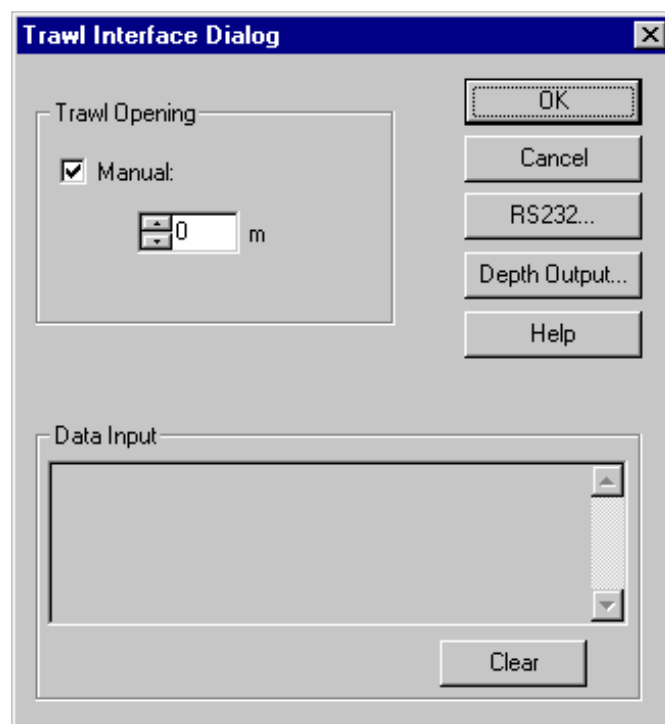 Trawl Interface Dialog
Trawl Opening
Manual:
0 m
OK
Cancel
RS232...
Depth Output...
Help
Data Input
Clear